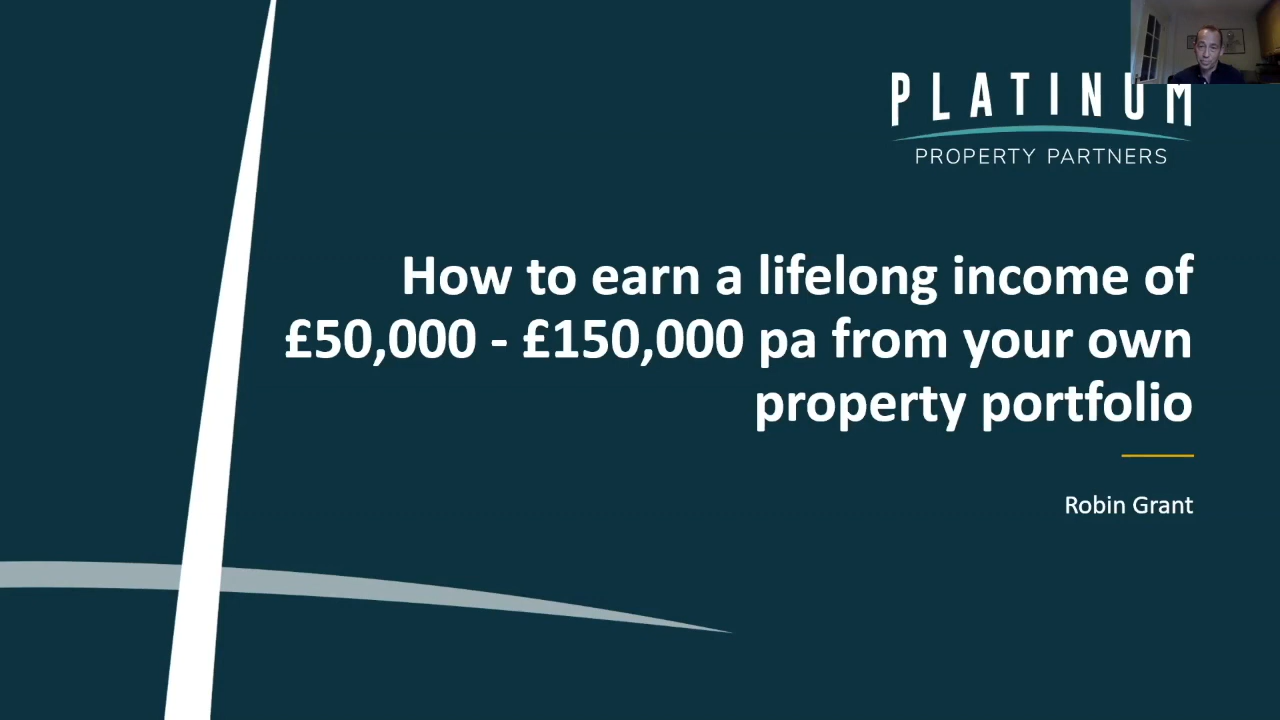 PLATINUM
PROPERTY PARTNERS
How to earn a lifelong income of
£50,000 - £150,000 pa from your own
property portfolio
Robin Grant